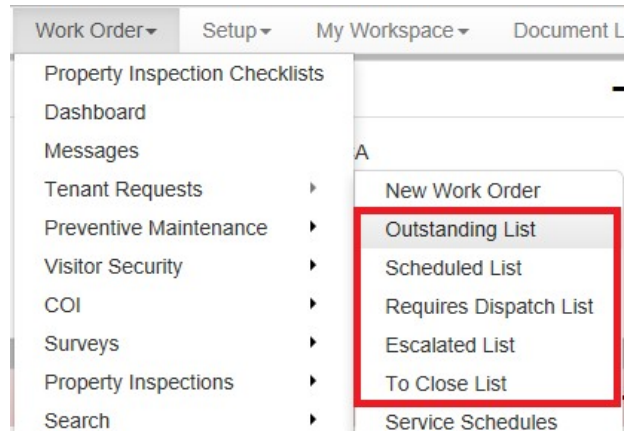 Work Order Setup My Workspace Document L
Property Inspection Checklists
Dashboard
Messages
A
Tenant Requests
Preventive Maintenance
Visitor Security
COI
Surveys
Property Inspections
Search
New Work Order
Outstanding List
Scheduled List
Requires Dispatch List
Escalated List
To Close List
Service Schedules